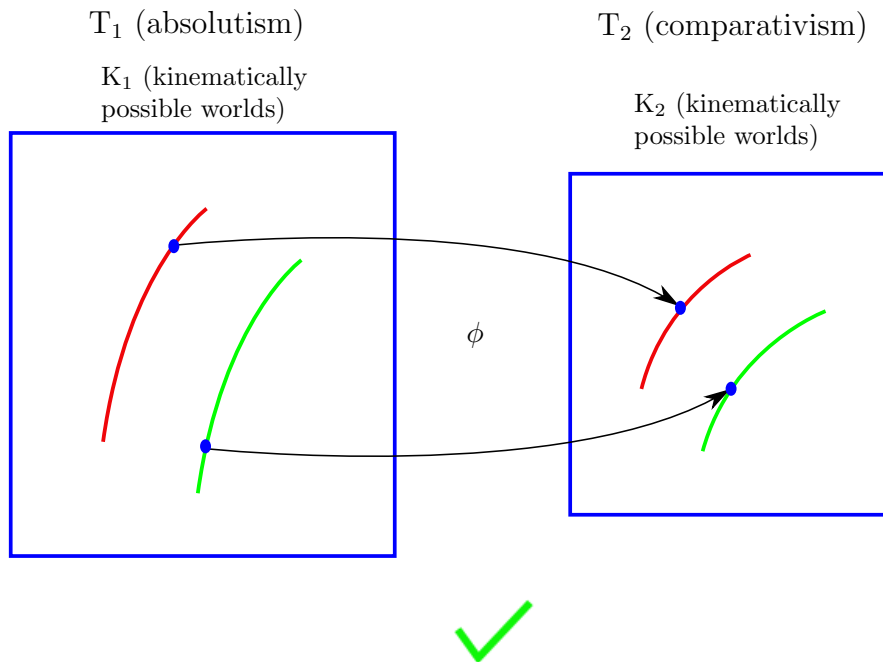 T₁ (absolutism)
K₁ (kinematically
possible worlds)
T₂ (comparativism)
K₂ (kinematically
possible worlds)
ϕ